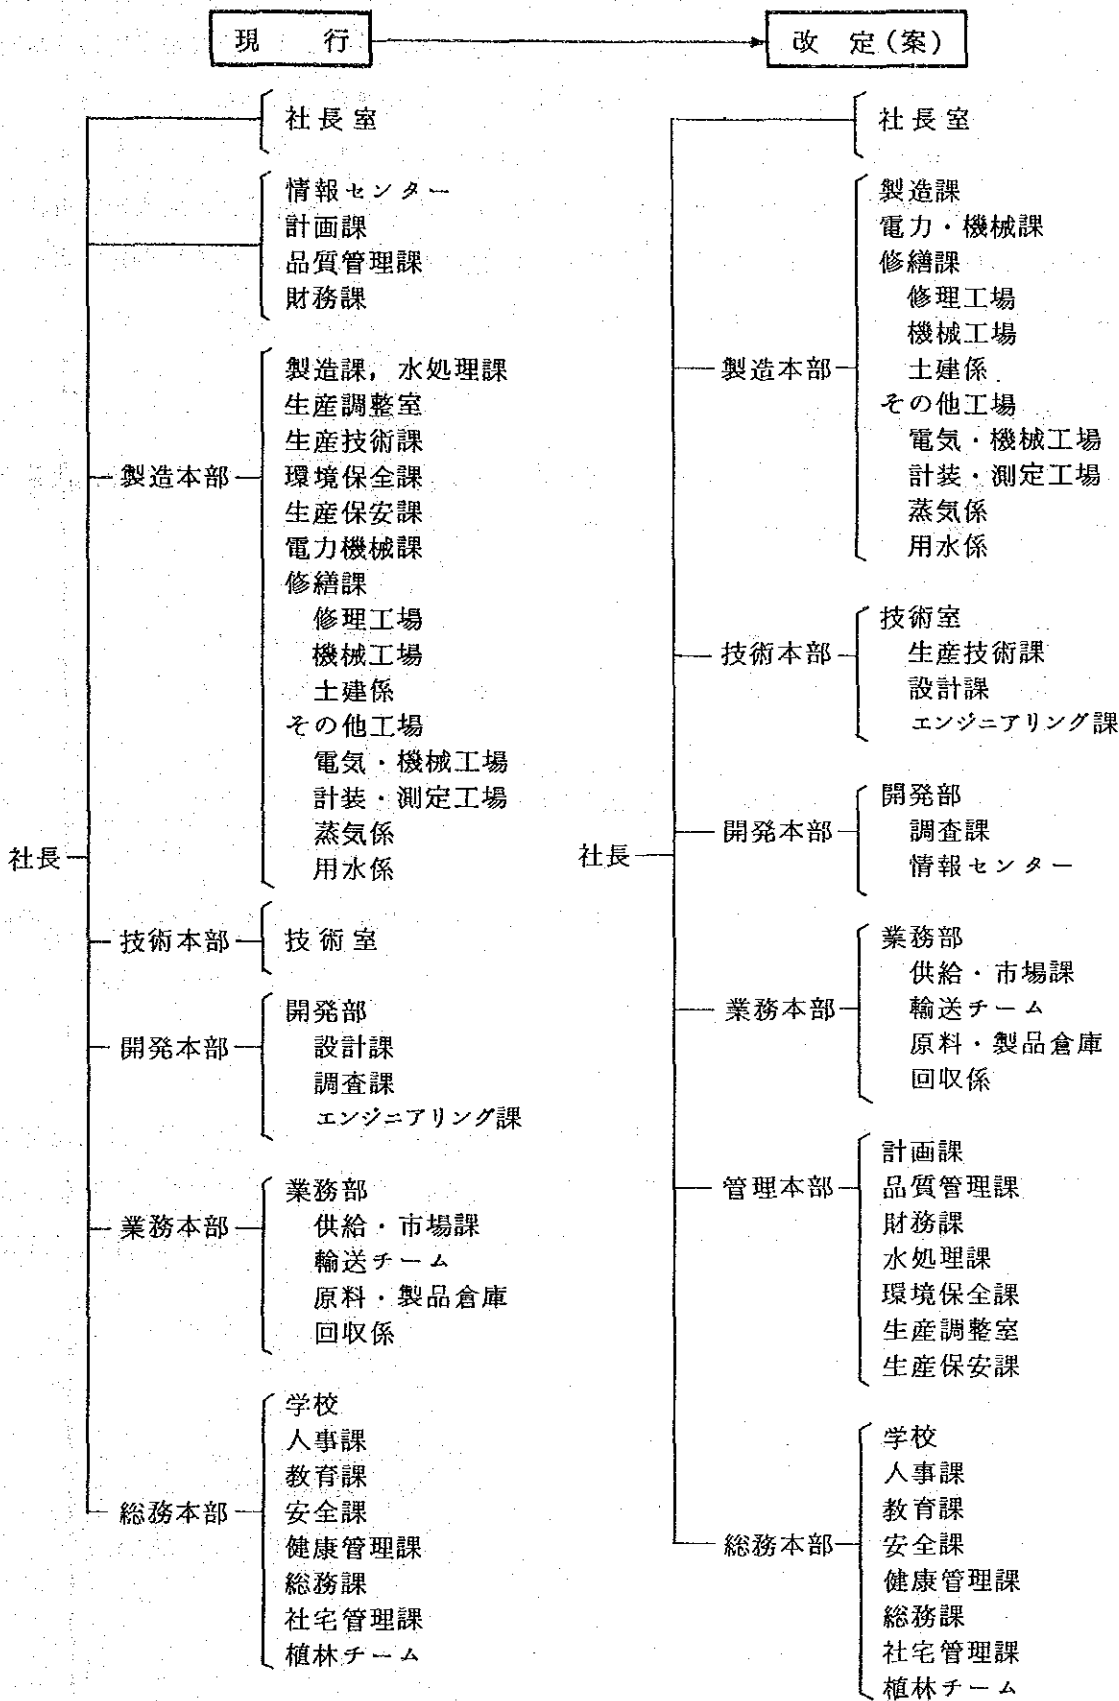 現　行
改　定(案)
社長
社長室
情報センター
計画課
品質管理課
財務課
製造本部
製造課，水処理課
生産調整室
生産技術課
環境保全課
生産保安課
電力機械課
修繕課
修理工場
機械工場
土建係
その他工場
電気・機械工場
計装・測定工場
蒸気係
用水係
技術本部
技術室
開発本部
開発部
設計課
調査課
エンジニアリング課
業務本部
業務部
供給・市場課
輸送チーム
原料・製品倉庫
回収係
総務本部
学校
人事課
教育課
安全課
健康管理課
総務課
社宅管理課
植林チーム
社長
社長室
製造本部
製造課
電力・機械課
修繕課
修理工場
機械工場
土建係
その他工場
電気・機械工場
計装・測定工場
蒸気係
用水係
技術本部
技術室
生産技術課
設計課
エンジニアリング課
開発本部
開発部
調査課
情報センター
業務本部
業務部
供給・市場課
輸送チーム
原料・製品倉庫
回収係
管理本部
計画課
品質管理課
財務課
水処理課
環境保全課
生産調整室
生産保安課
総務本部
学校
人事課
教育課
安全課
健康管理課
総務課
社宅管理課
植林チーム